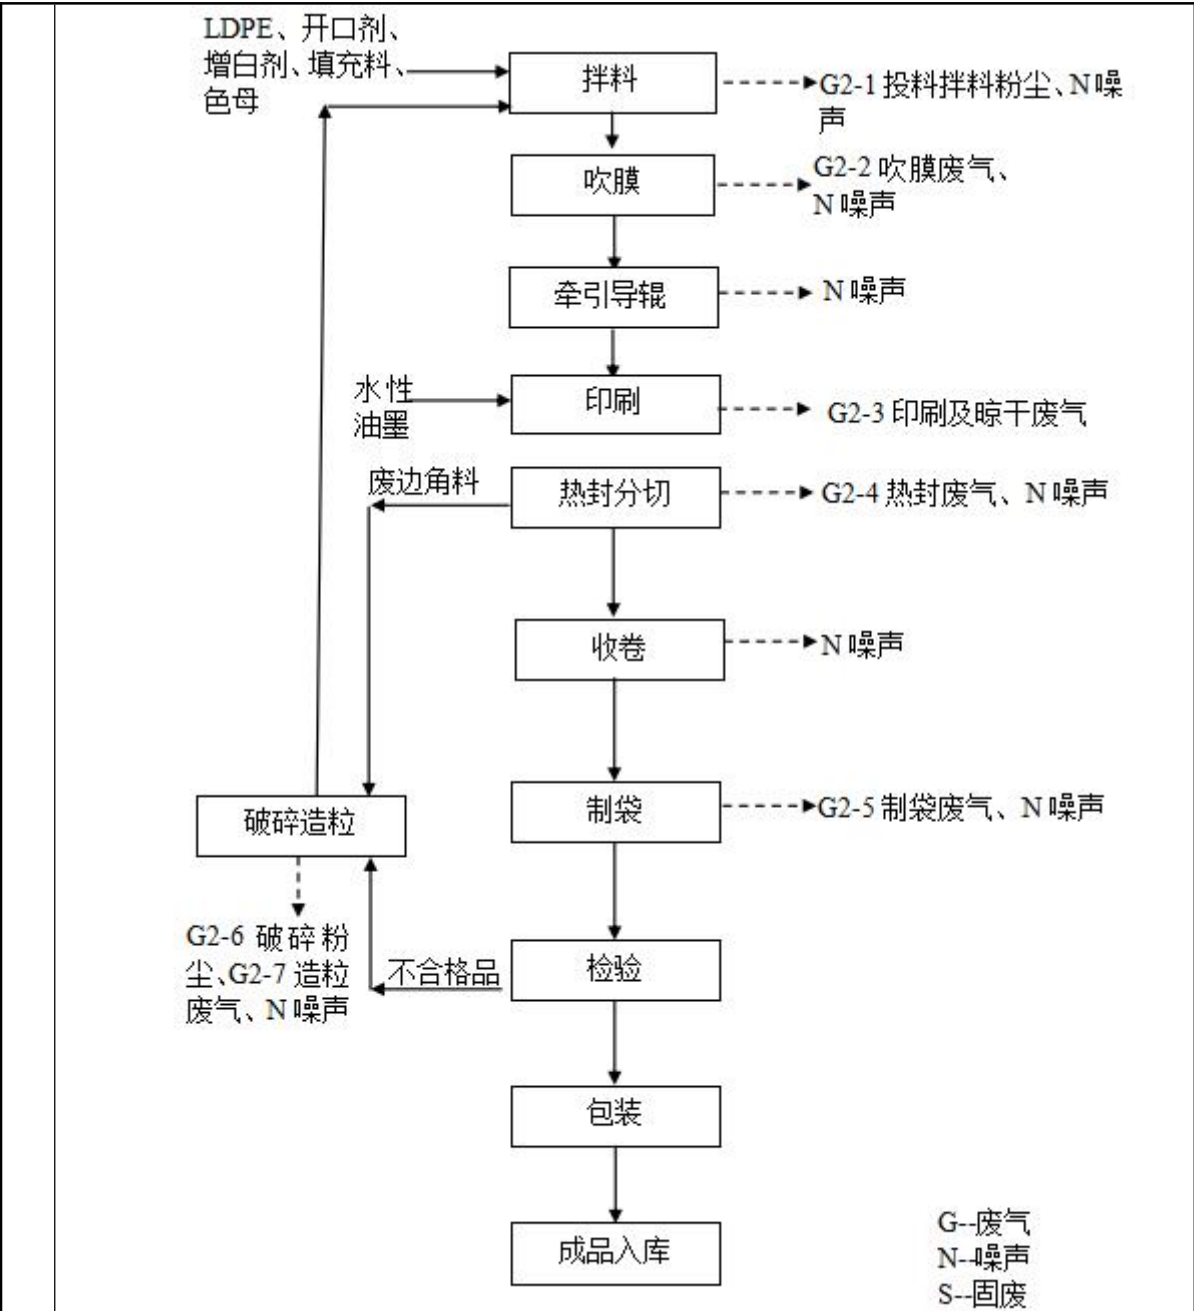 LDPE、开口剂、
增白剂、填充料、
色母
拌料
G2-1 投料拌料粉尘、N 噪
声
吹膜
G2-2 吹膜废气、
N 噪声
牵引导辊
N 噪声
水性
油墨
印刷
G2-3 印刷及晾干废气
废边角料
热封分切
G2-4 热封废气、N 噪声
收卷
N 噪声
制袋
G2-5 制袋废气、N 噪声
破碎造粒
G2-6 破碎粉
尘、G2-7 造粒
废气、N 噪声
不合格品
检验
包装
成品入库
G--废气
N--噪声
S--固废